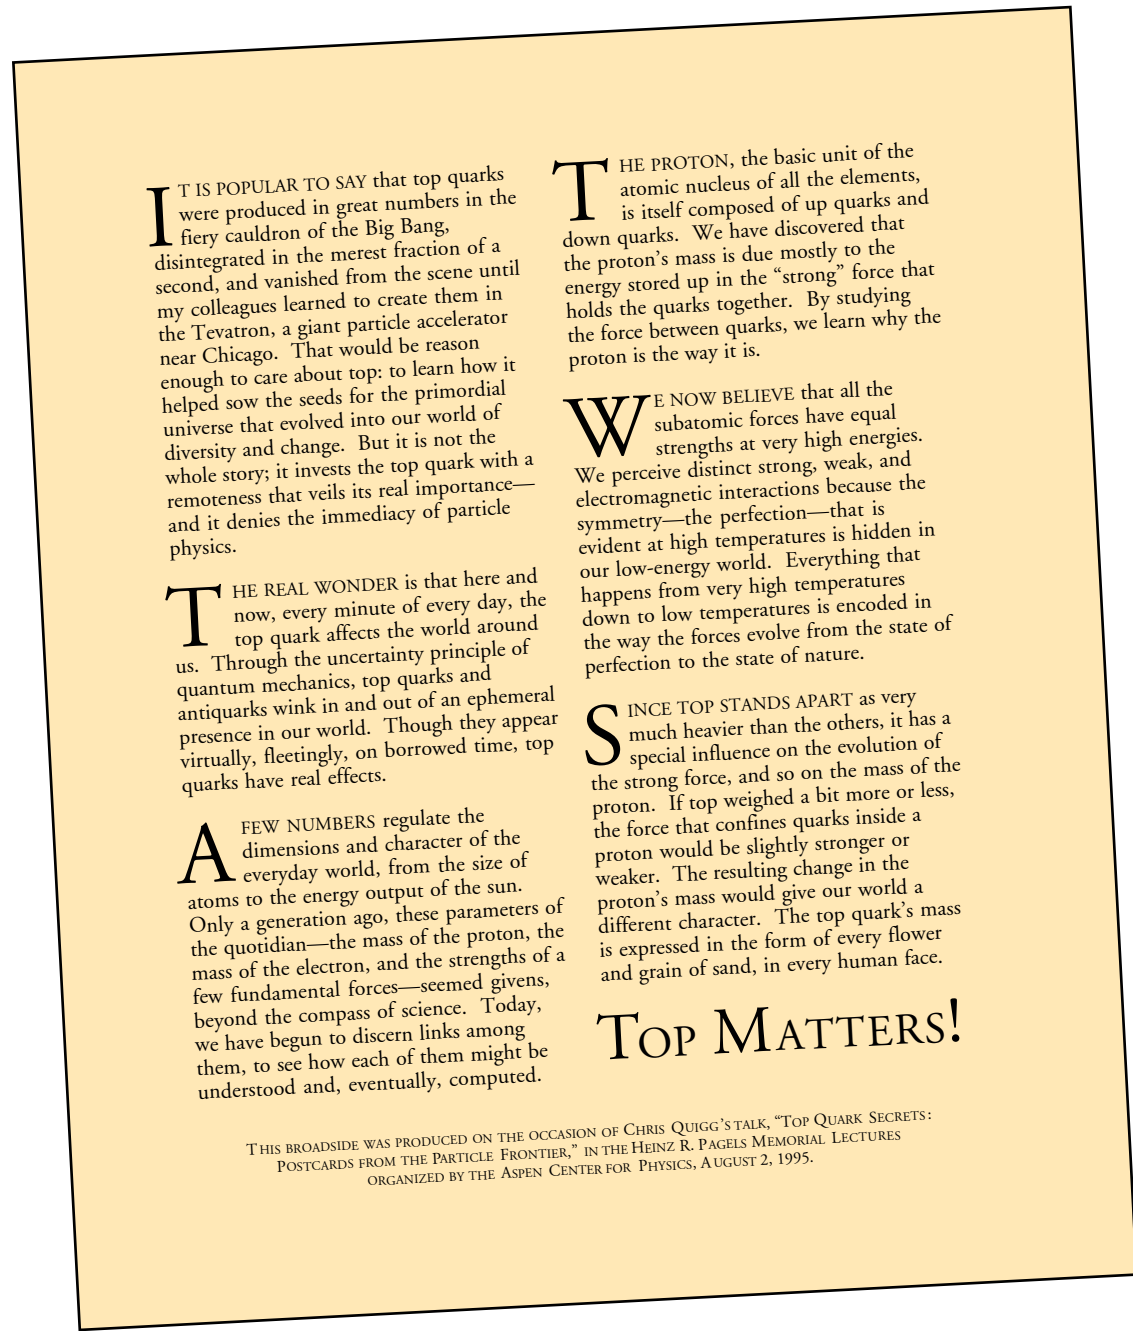 IT IS POPULAR TO SAY that top quarks
were produced in great numbers in the
fiery cauldron of the Big Bang,
disintegrated in the merest fraction of a
second, and vanished from the scene until
my colleagues learned to create them in
the Tevatron, a giant particle accelerator
near Chicago.  That would be reason
enough to care about top: to learn how it
helped sow the seeds for the primordial
universe that evolved into our world of
diversity and change.  But it is not the
whole story; it invests the top quark with a
remoteness that veils its real importance—
and it denies the immediacy of particle
physics.
THE REAL WONDER is that here and
now, every minute of every day, the
top quark affects the world around
us.  Through the uncertainty principle of
quantum mechanics, top quarks and
antiquarks wink in and out of an ephemeral
presence in our world.  Though they appear
virtually, fleetingly, on borrowed time, top
quarks have real effects.
A FEW NUMBERS regulate the
dimensions and character of the
everyday world, from the size of
atoms to the energy output of the sun.
Only a generation ago, these parameters of
the quotidian—the mass of the proton, the
mass of the electron, and the strengths of a
few fundamental forces—seemed givens,
beyond the compass of science.  Today,
we have begun to discern links among
them, to see how each of them might be
understood and, eventually, computed.
THE PROTON, the basic unit of the
atomic nucleus of all the elements,
is itself composed of up quarks and
down quarks.  We have discovered that
the proton's mass is due mostly to the
energy stored up in the “strong” force that
holds the quarks together.  By studying
the force between quarks, we learn why the
proton is the way it is.
WE NOW BELIEVE that all the
subatomic forces have equal
strengths at very high energies.
We perceive distinct strong, weak, and
electromagnetic interactions because the
symmetry—the perfection—that is
evident at high temperatures is hidden in
our low-energy world.  Everything that
happens from very high temperatures
down to low temperatures is encoded in
the way the forces evolve from the state of
perfection to the state of nature.
SINCE TOP STANDS APART as very
much heavier than the others, it has a
special influence on the evolution of
the strong force, and so on the mass of the
proton.  If top weighed a bit more or less,
the force that confines quarks inside a
proton would be slightly stronger or
weaker.  The resulting change in the
proton's mass would give our world a
different character.  The top quark's mass
is expressed in the form of every flower
and grain of sand, in every human face.
TOP MATTERS!
THIS BROADSIDE WAS PRODUCED ON THE OCCASION OF CHRIS QUIGG'S TALK, “TOP QUARK SECRETS:
POSTCARDS FROM THE PARTICLE FRONTIER,” IN THE HEINZ R. PAGELS MEMORIAL LECTURES
ORGANIZED BY THE ASPEN CENTER FOR PHYSICS, AUGUST 2, 1995.